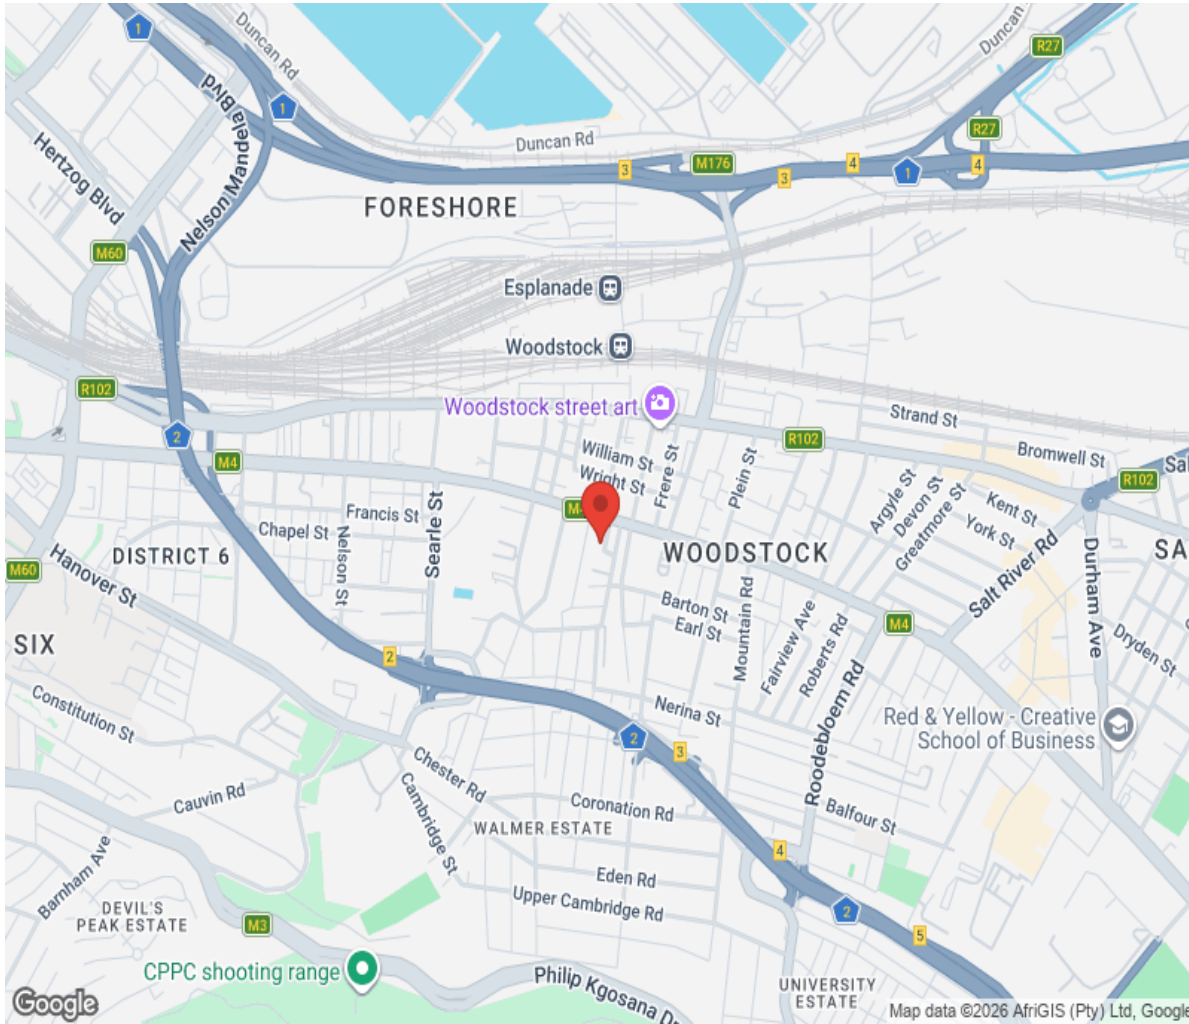 1
Duncan Rd
Duncan Rd
R27
1
Nelson Mandela Blvd
R27
Duncan Rd
Hertzog Blvd
3
M176
3
4
1
4
FORESHORE
M60
Esplanade
Woodstock
R102
Woodstock street art
Strand St
R102
Bromwell St
2
M4
William St
Wright St
Frere St
Plein St
Argyle St
Devon St
Greatmore St
Kent St
York St
R102
Searle St
Francis St
Chapel St
Nelson St
DISTRICT 6
Hanover St
M60
WOODSTOCK
Salt River Rd
Durham Ave
Barton St
Earl St
Mountain Rd
Fairview Ave
Roberts Rd
M4
Dryden St
SIX
2
Constitution St
Nerina St
Roodebloem Rd
Red & Yellow - Creative
School of Business
2
3
Chester Rd
Cambridge St
Cauvin Rd
Coronation Rd
Balfour St
WALMER ESTATE
4
Barnham Ave
Eden Rd
Upper Cambridge Rd
2
5
DEVIL'S
PEAK ESTATE
M3
CPPC shooting range
Philip Kgosana Dr
UNIVERSITY
ESTATE
Google
Map data ©2026 AfriGIS (Pty) Ltd, Google